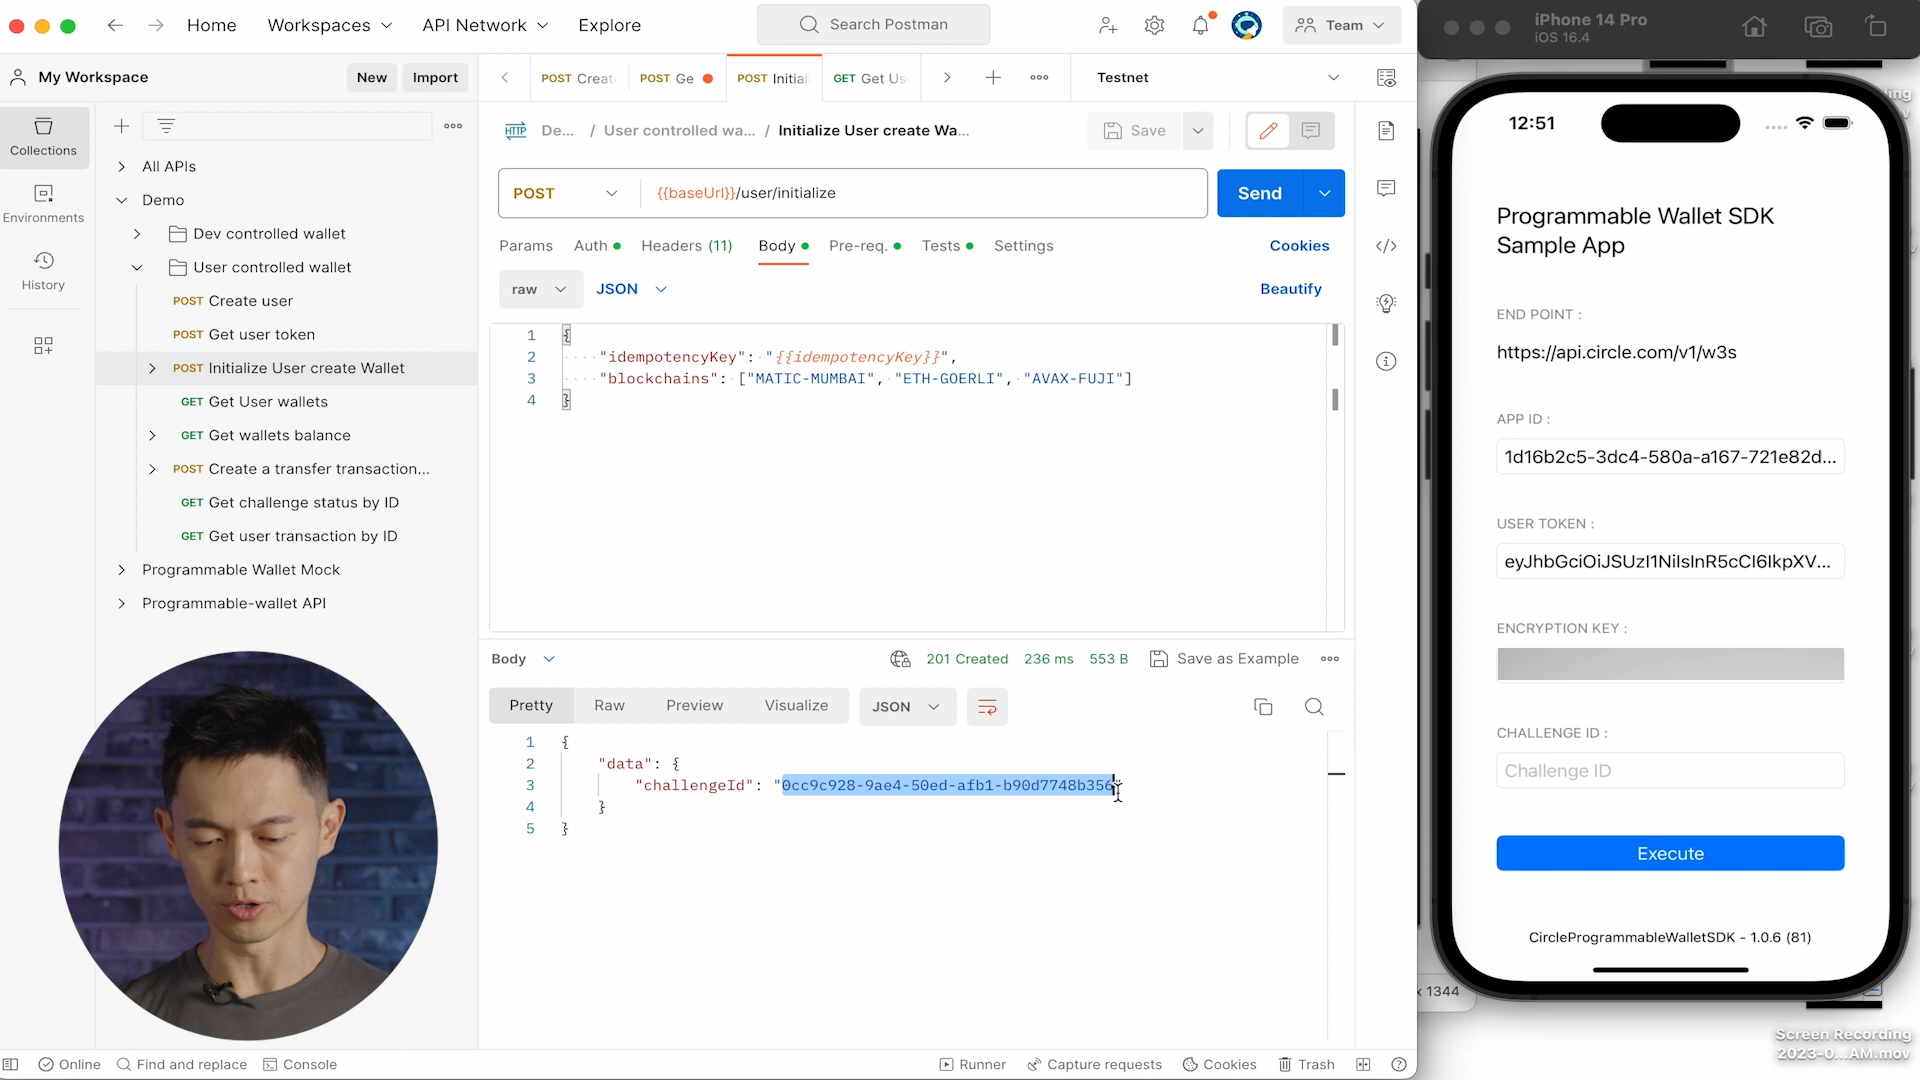 Home
Workspaces
API Network
Explore
Search Postman
Team
iPhone 14 Pro
iOS 16.4
My Workspace
New
Import
POST Creat
POST Ge
POST Initial
GET Get Us
Testnet
Collections
Environments
History
All APIs
Demo
Dev controlled wallet
User controlled wallet
POST Create user
POST Get user token
POST Initialize User create Wallet
GET Get User wallets
GET Get wallets balance
POST Create a transfer transaction...
GET Get challenge status by ID
GET Get user transaction by ID
Programmable Wallet Mock
Programmable-wallet API
HTTP De... / User controlled wa... / Initialize User create Wa...
Save
POST
{{baseUrl}}/user/initialize
Send
Params
Auth
Headers (11)
Body
Pre-req.
Tests
Settings
Cookies
raw
JSON
Beautify
1 {
2 "idempotencyKey": "{{idempotencyKey}}",
3 "blockchains": ["MATIC-MUMBAI", "ETH-GOERLI", "AVAX-FUJI"]
4 }
Body
201 Created
236 ms
553 B
Save as Example
Pretty
Raw
Preview
Visualize
JSON
1 {
2 "data": {
3 "challengeId": "0cc9c928-9ae4-50ed-afb1-b90d7748b356"
4 }
5 }
Online
Find and replace
Console
Runner
Capture requests
Cookies
Trash
12:51
Programmable Wallet SDK
Sample App
END POINT :
https://api.circle.com/v1/w3s
APP ID :
1d16b2c5-3dc4-580a-a167-721e82d...
USER TOKEN :
eyJhbGciOiJSUzI1NiIsInR5cCI6IkpXV...
ENCRYPTION KEY :
CHALLENGE ID :
Challenge ID
Execute
CircleProgrammableWalletSDK - 1.0.6 (81)
x 1344
Screen Recording
2023-0...AM.mov